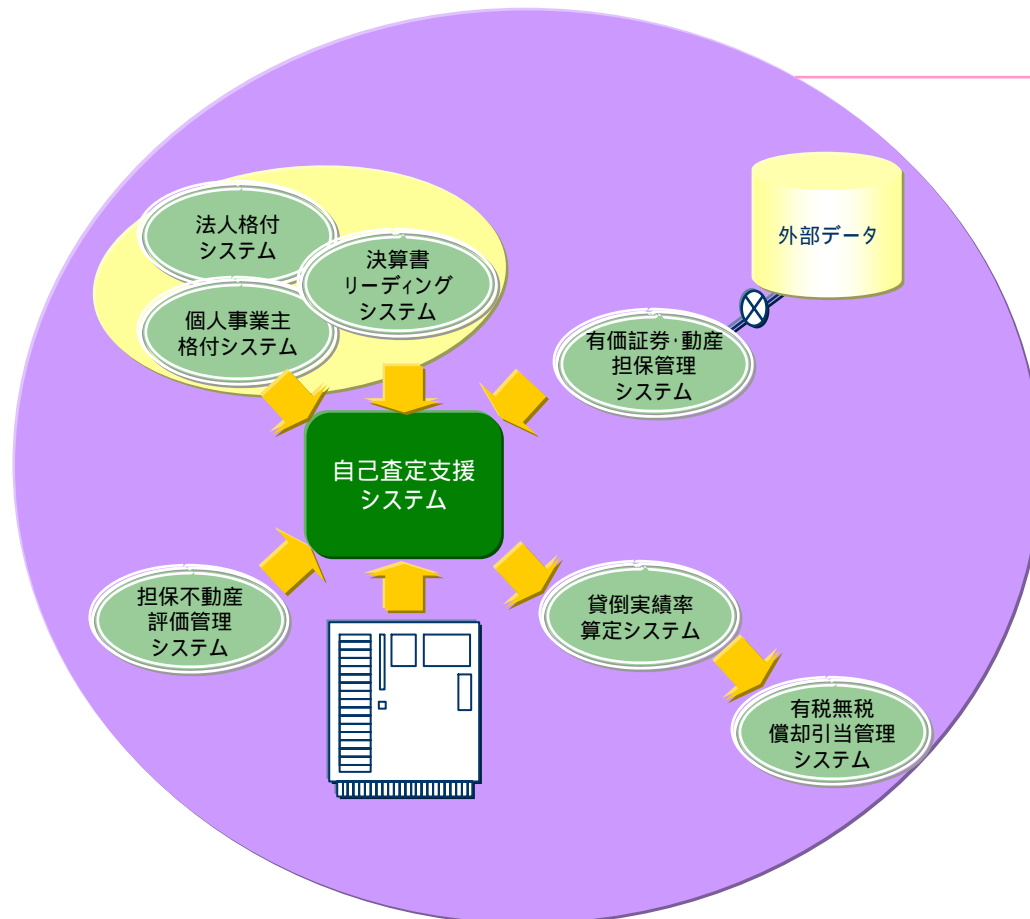 法人格付
システム
決算書
リーディング
システム
個人事業主
格付システム
外部データ
有価証券・動産
担保管理
システム
自己査定支援
システム
担保不動産
評価管理
システム
貸倒実績率
算定システム
有税無税
償却引当管理
システム